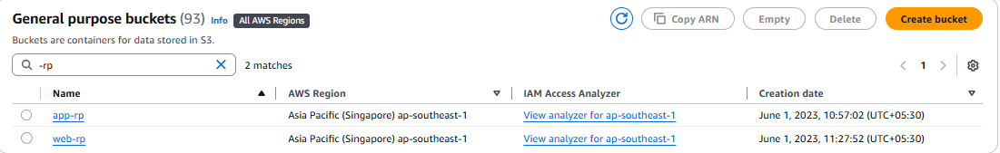 General purpose buckets (93) Info All AWS Regions Copy ARN Empty Delete Create bucket
Buckets are containers for data stored in S3.
-rp 2 matches 1
Name AWS Region IAM Access Analyzer Creation date
app-rp Asia Pacific (Singapore) ap-southeast-1 View analyzer for ap-southeast-1 June 1, 2023, 10:57:02 (UTC+05:30)
web-rp Asia Pacific (Singapore) ap-southeast-1 View analyzer for ap-southeast-1 June 1, 2023, 11:27:52 (UTC+05:30)